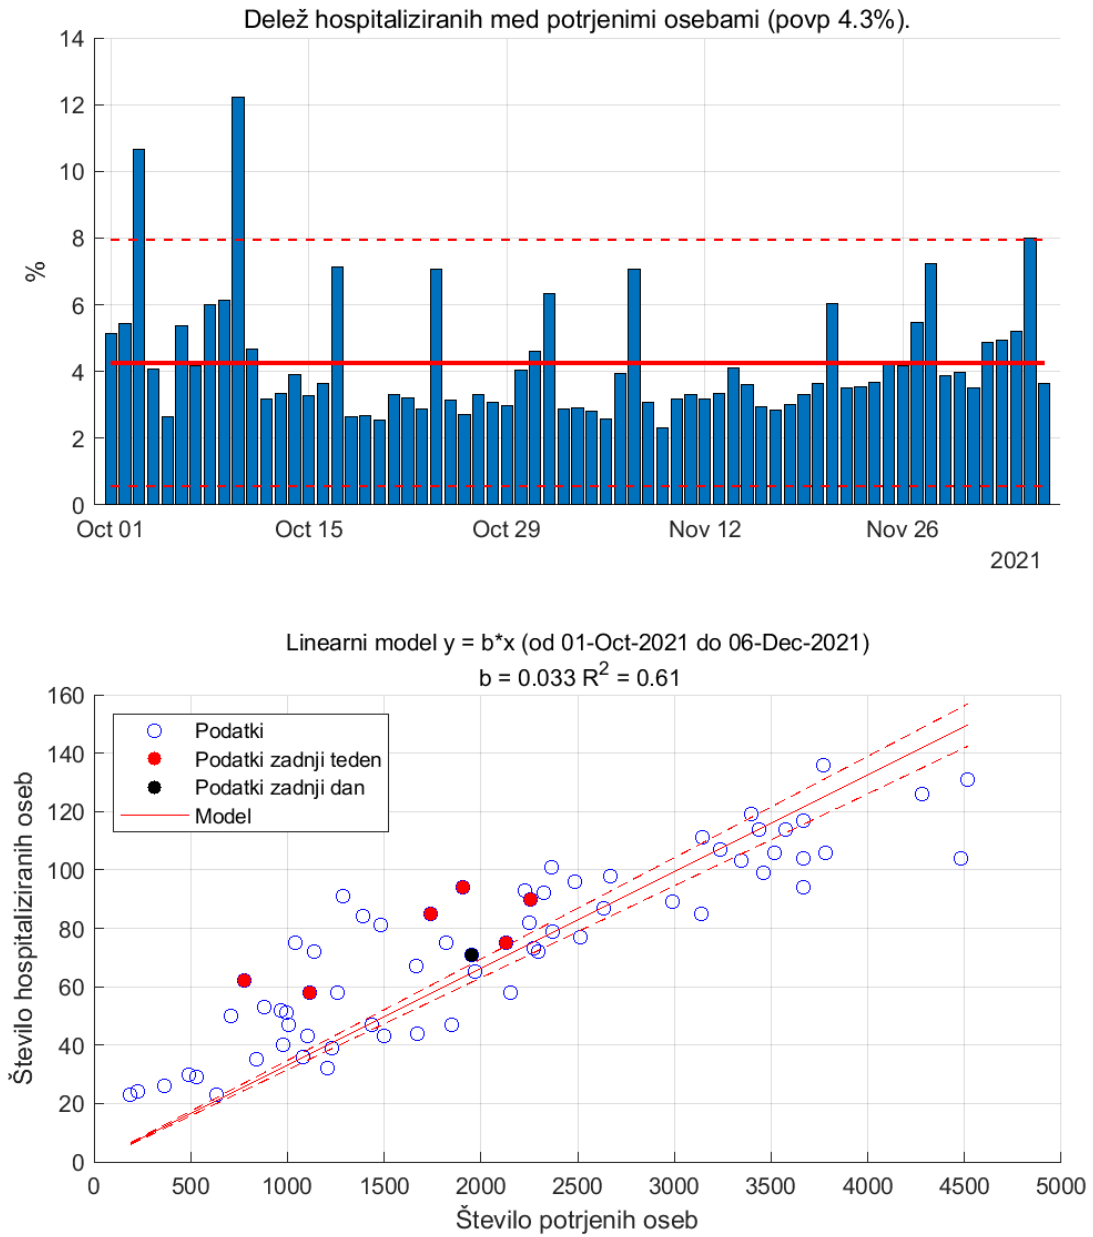 Delež hospitaliziranih med potrjenimi osebami (povp 4.3%).
14
12
10
8
6
4
2
0
%
Oct 01 Oct 15 Oct 29 Nov 12 Nov 26
2021
Linearni model y = b*x (od 01-Oct-2021 do 06-Dec-2021)
b = 0.033 R² = 0.61
160
140
120
100
80
60
40
20
0
Število hospitaliziranih oseb
Podatki
Podatki zadnji teden
Podatki zadnji dan
Model
0 500 1000 1500 2000 2500 3000 3500 4000 4500 5000
Število potrjenih oseb